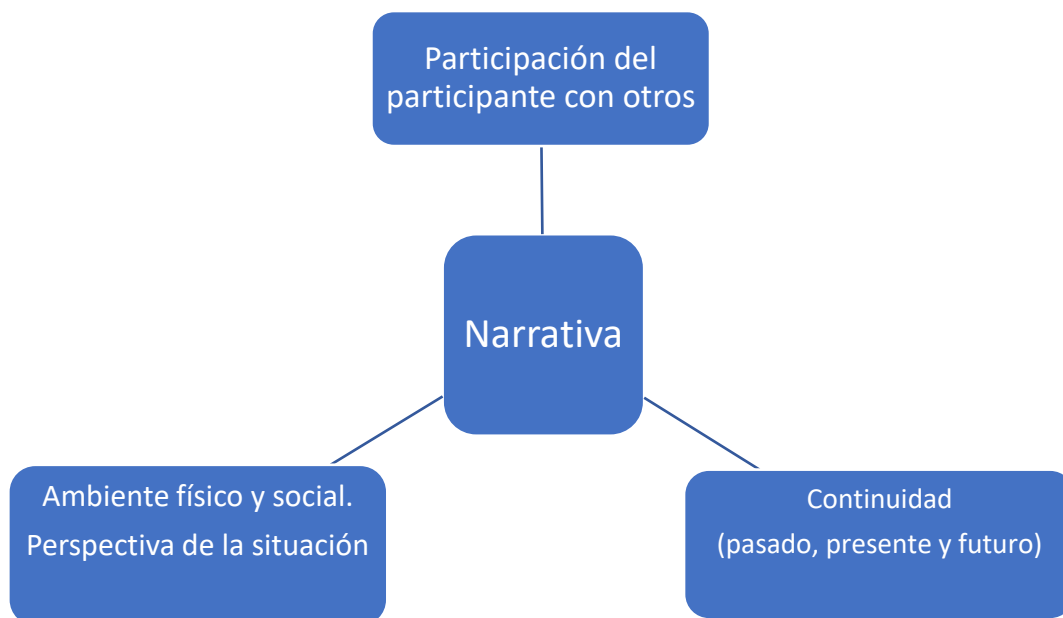 Participación del
participante con otros
Narrativa
Ambiente físico y social.
Perspectiva de la situación
Continuidad
(pasado, presente y futuro)